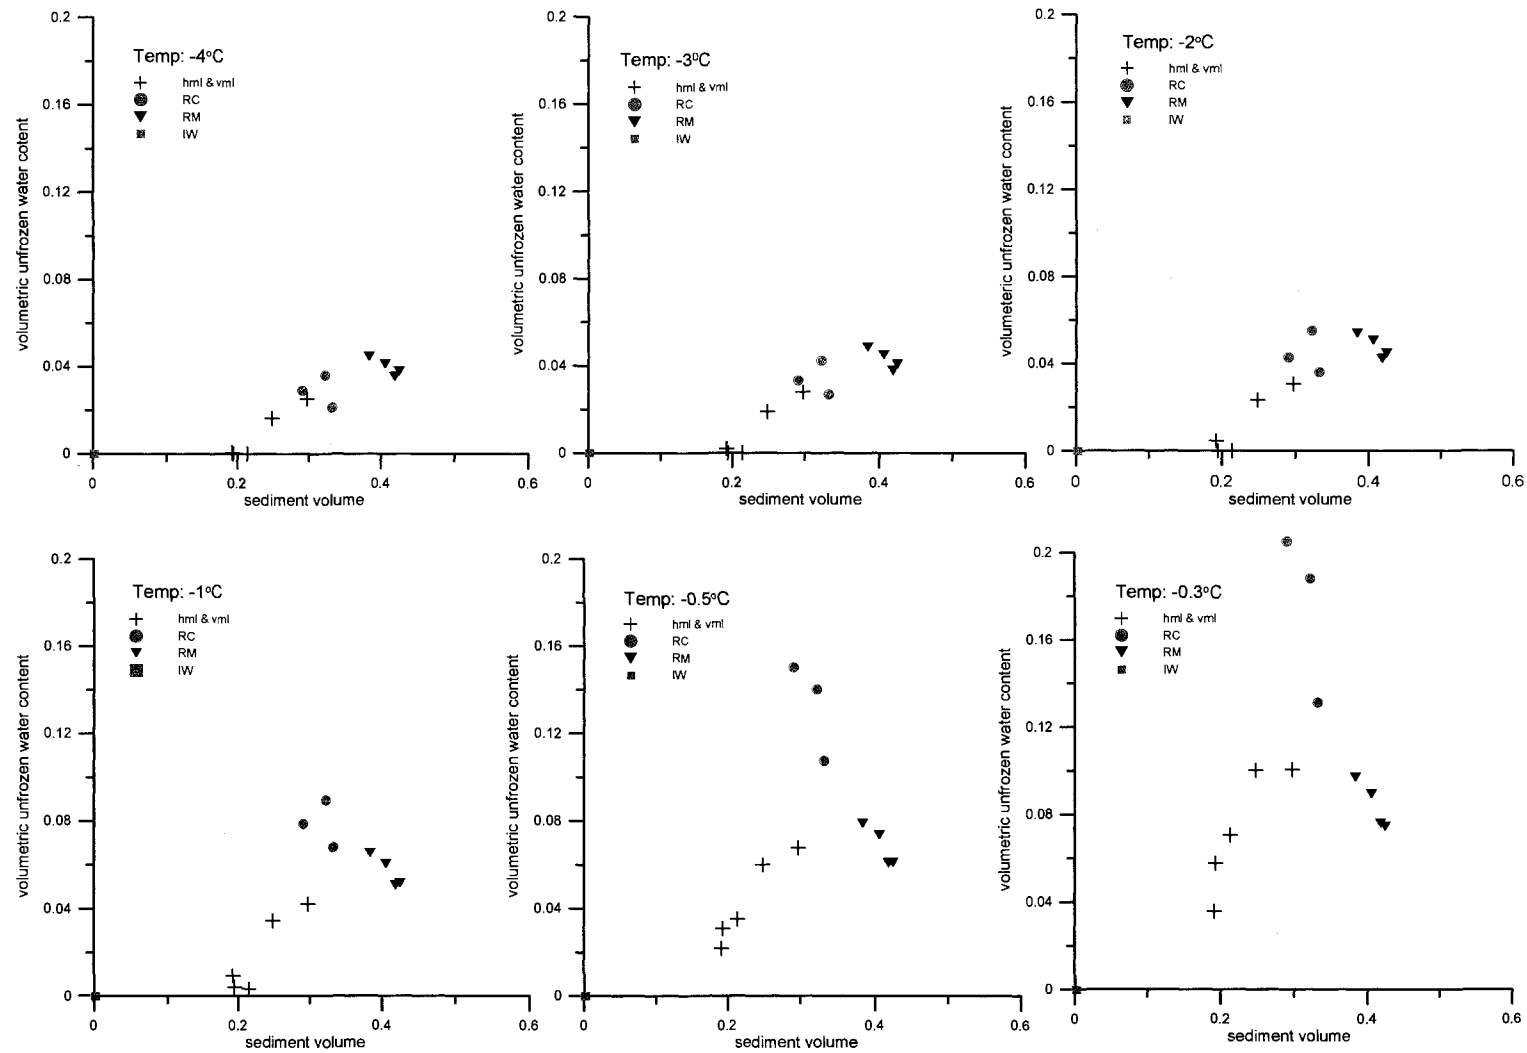 0.2
0.16
0.12
0.08
0.04
0
volumetric unfrozen water cotent
Temp: -4°C
hml & vml
RC
RM
IW
0
0.2
0.4
0.6
sediment volume
0.2
0.16
0.12
0.08
0.04
0
volumetric unfrozen water content
Temp: -3°C
hml & vml
RC
RM
IW
0
0.2
0.4
0.6
sediment volume
0.2
0.16
0.12
0.08
0.04
0
volumeteric unfrozen water content
Temp: -2°C
hml & vml
RC
RM
IW
0
0.2
0.4
0.6
sediment volume
0.2
0.16
0.12
0.08
0.04
0
volumetric unfrozen water content
Temp: -1°C
hml & vml
RC
RM
IW
0
0.2
0.4
0.6
sediment volume
0.2
0.16
0.12
0.08
0.04
0
volumetric unfrozen water content
Temp: -0.5°C
hml & vml
RC
RM
IW
0
0.2
0.4
0.6
sediment volume
0.2
0.16
0.12
0.08
0.04
0
volumetric unfrozen water content
Temp: -0.3°C
hml & vml
RC
RM
IW
0
0.2
0.4
0.6
sediment volume